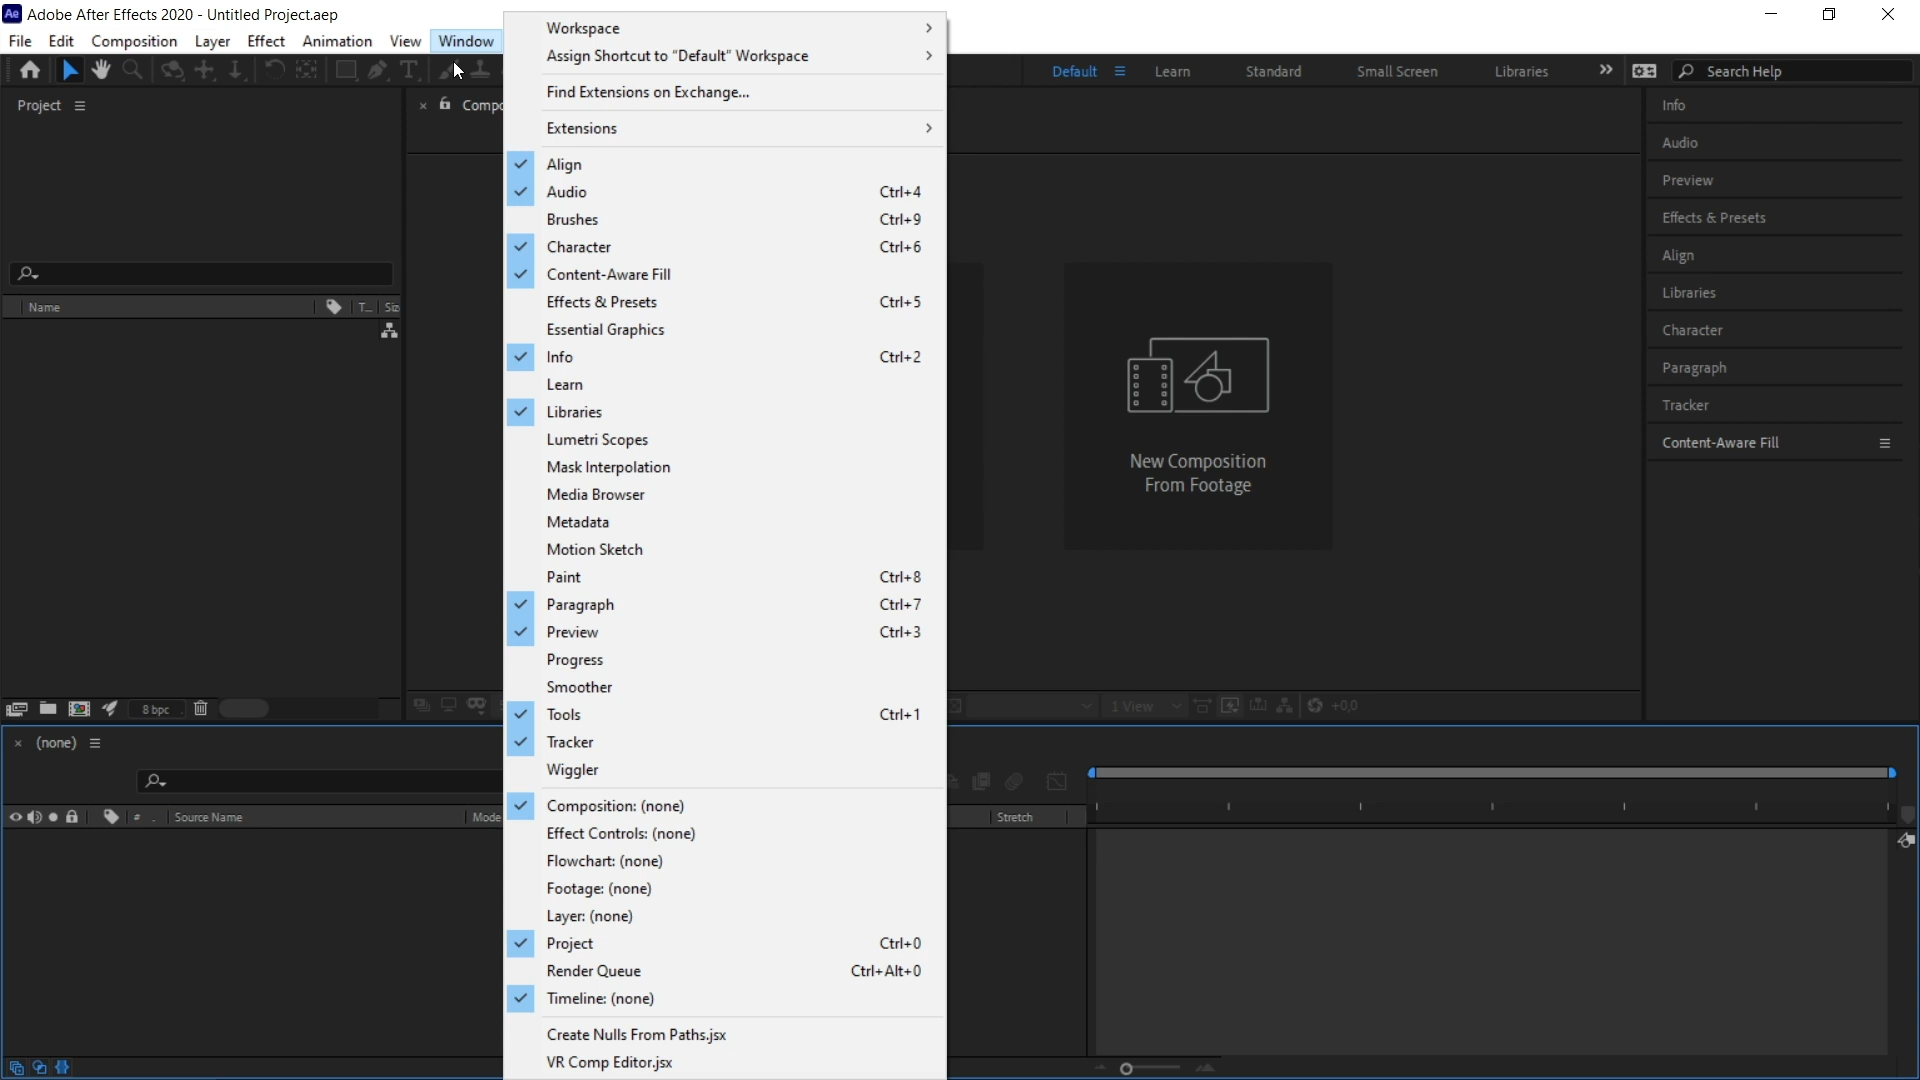 Ae Adobe After Effects 2020 - Untitled Project.aep
File Edit Composition Layer Effect Animation View Window
Default Learn Standard Small Screen Libraries Search Help
Project
Compo
Name T... Siz
8 bpc
Workspace
Assign Shortcut to "Default" Workspace
Find Extensions on Exchange...
Extensions
Align
Audio Ctrl+4
Brushes Ctrl+9
Character Ctrl+6
Content-Aware Fill
Effects & Presets Ctrl+5
Essential Graphics
Info Ctrl+2
Learn
Libraries
Lumetri Scopes
Mask Interpolation
Media Browser
Metadata
Motion Sketch
Paint Ctrl+8
Paragraph Ctrl+7
Preview Ctrl+3
Progress
Smoother
Tools Ctrl+1
Tracker
Wiggler
Composition: (none)
Effect Controls: (none)
Flowchart: (none)
Footage: (none)
Layer: (none)
Project Ctrl+0
Render Queue Ctrl+Alt+0
Timeline: (none)
Create Nulls From Paths.jsx
VR Comp Editor.jsx
New Composition
From Footage
1 View +0,0
Info
Audio
Preview
Effects & Presets
Align
Libraries
Character
Paragraph
Tracker
Content-Aware Fill
(none)
# . Source Name Mode Stretch